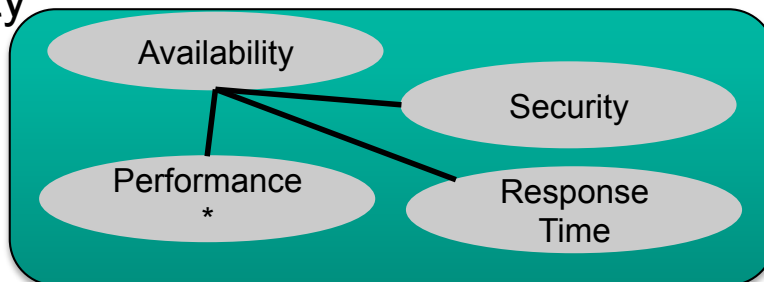 Availability
Security
Performance
*
Response
Time